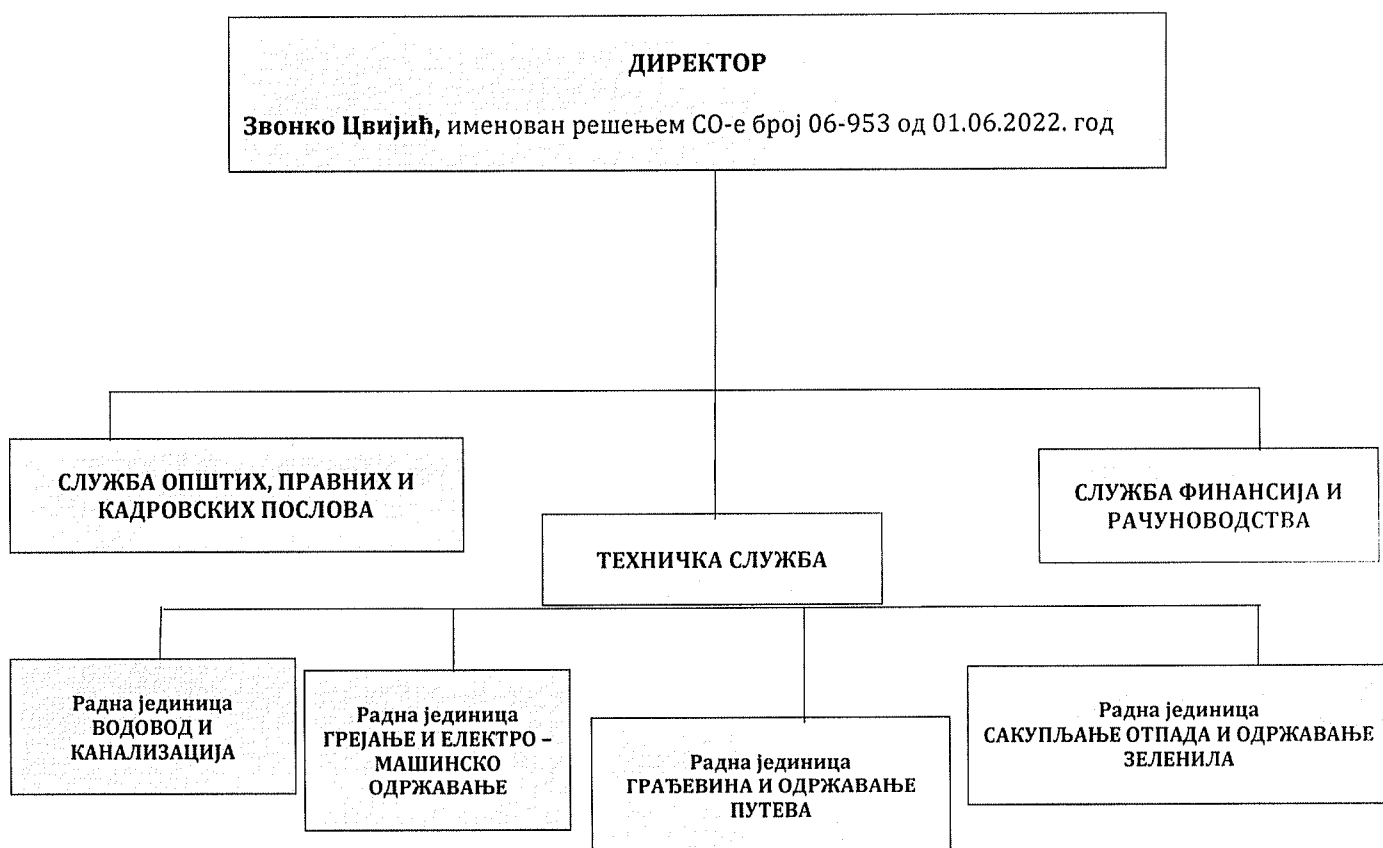 ДИРЕКТОР
Звонко Цвијић, именован решењем СО-е број 06-953 од 01.06.2022. год
СЛУЖБА ОПШТИХ, ПРАВНИХ И
КАДРОВСКИХ ПОСЛОВА
СЛУЖБА ФИНАНСИЈА И
РАЧУНОВОДСТВА
ТЕХНИЧКА СЛУЖБА
Радна јединица
ВОДОВОД И
КАНАЛИЗАЦИЈА
Радна јединица
ГРЕЈАЊЕ И ЕЛЕКТРО –
МАШИНСКО
ОДРЖАВАЊЕ
Радна јединица
ГРАЂЕВИНА И ОДРЖАВАЊЕ
ПУТЕВА
Радна јединица
САКУПЉАЊЕ ОТПАДА И ОДРЖАВАЊЕ
ЗЕЛЕНИЛА